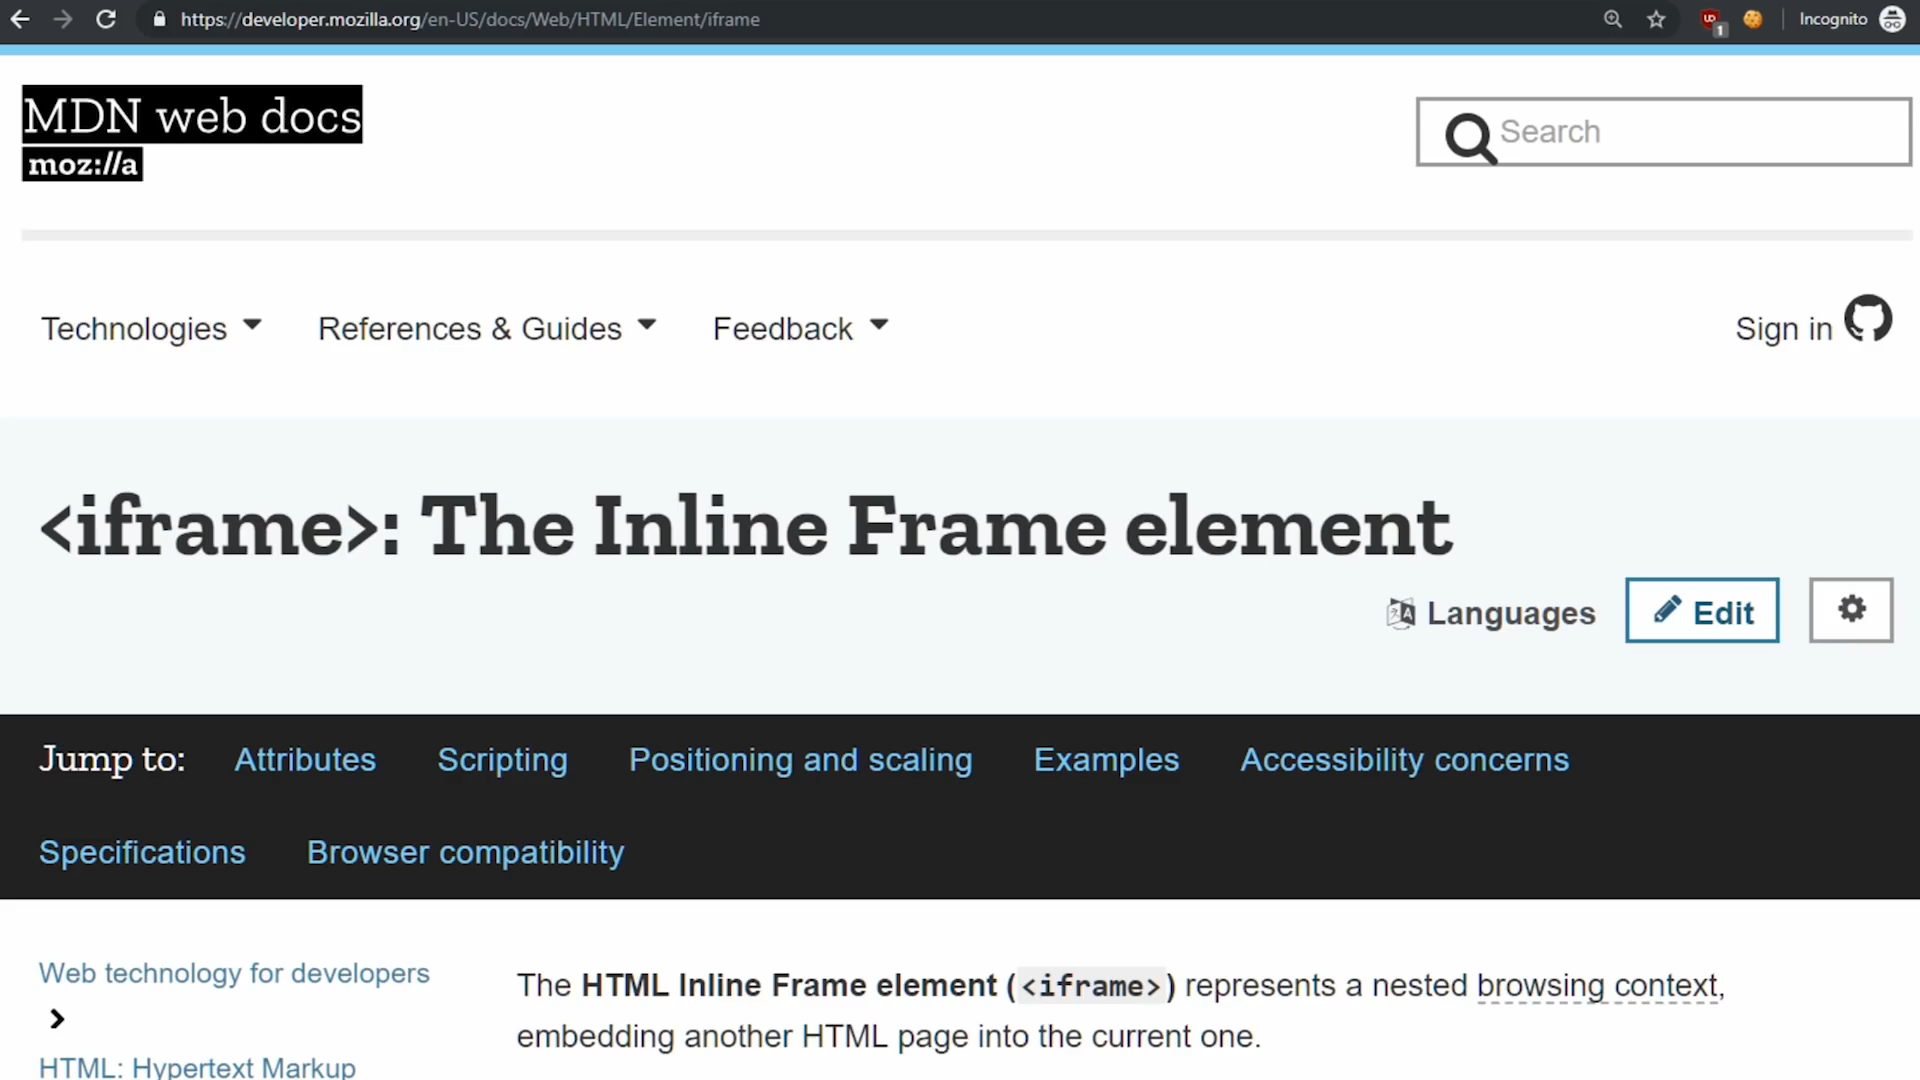 https://developer.mozilla.org/en-US/docs/Web/HTML/Element/iframe
1
Incognito
MDN web docs
moz://a
Search
Technologies
References & Guides
Feedback
Sign in
<iframe>: The Inline Frame element
Languages
Edit
Jump to:
Attributes
Scripting
Positioning and scaling
Examples
Accessibility concerns
Specifications
Browser compatibility
Web technology for developers
HTML: Hypertext Markup
The HTML Inline Frame element (<iframe>) represents a nested browsing context,
embedding another HTML page into the current one.